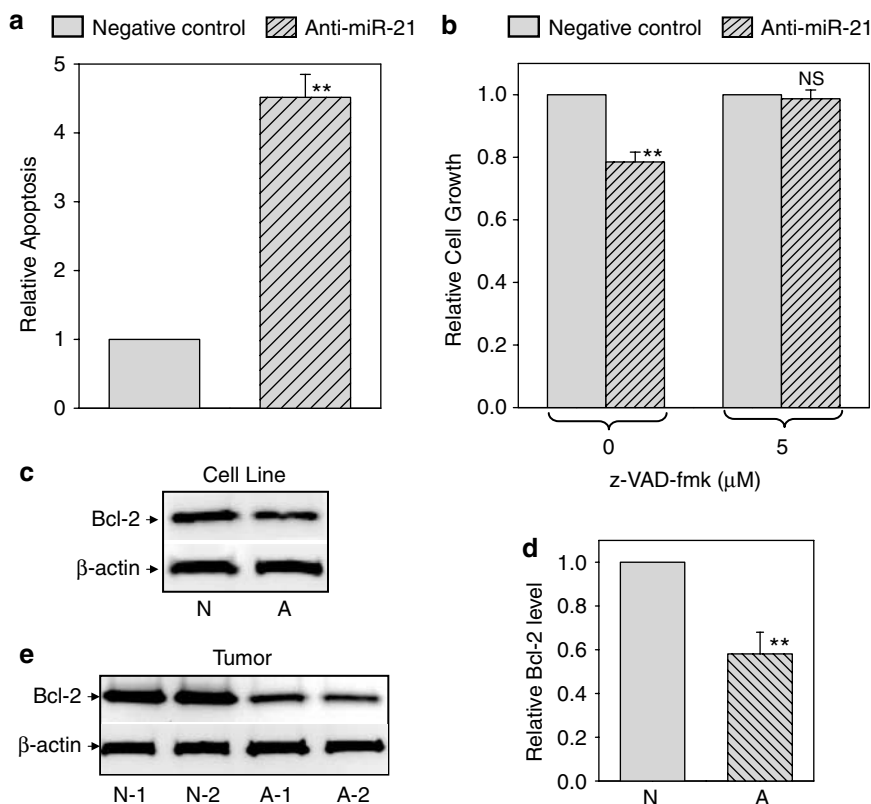 a
Negative control
Anti-miR-21
5
4
3
2
1
0
Relative Apoptosis
**
b
Negative control
Anti-miR-21
1.0
0.8
0.6
0.4
0.2
0.0
Relative Cell Growth
**
NS
0
5
z-VAD-fmk (μM)
c
Cell Line
Bcl-2
β-actin
N
A
d
1.0
0.8
0.6
0.4
0.2
0.0
Relative Bcl-2 level
**
N
A
e
Tumor
Bcl-2
β-actin
N-1
N-2
A-1
A-2